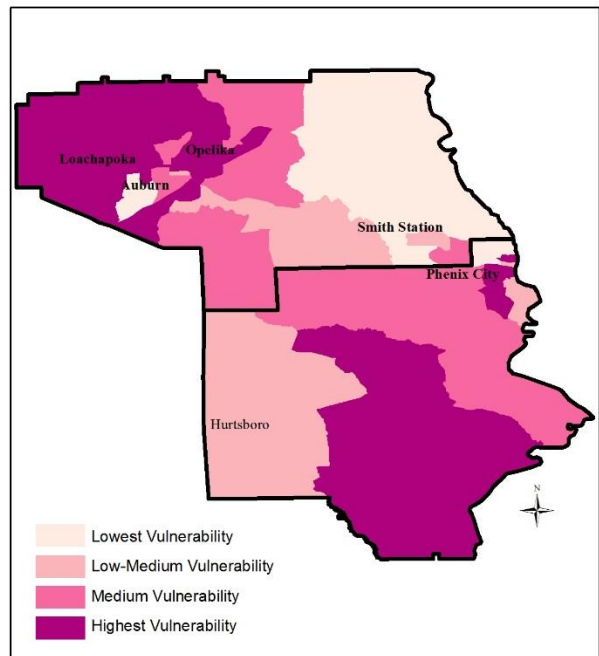 Opelika
Loachapoka
Auburn
Smith Station
Phenix City
Hurtsboro
N
Lowest Vulnerability
Low-Medium Vulnerability
Medium Vulnerability
Highest Vulnerability